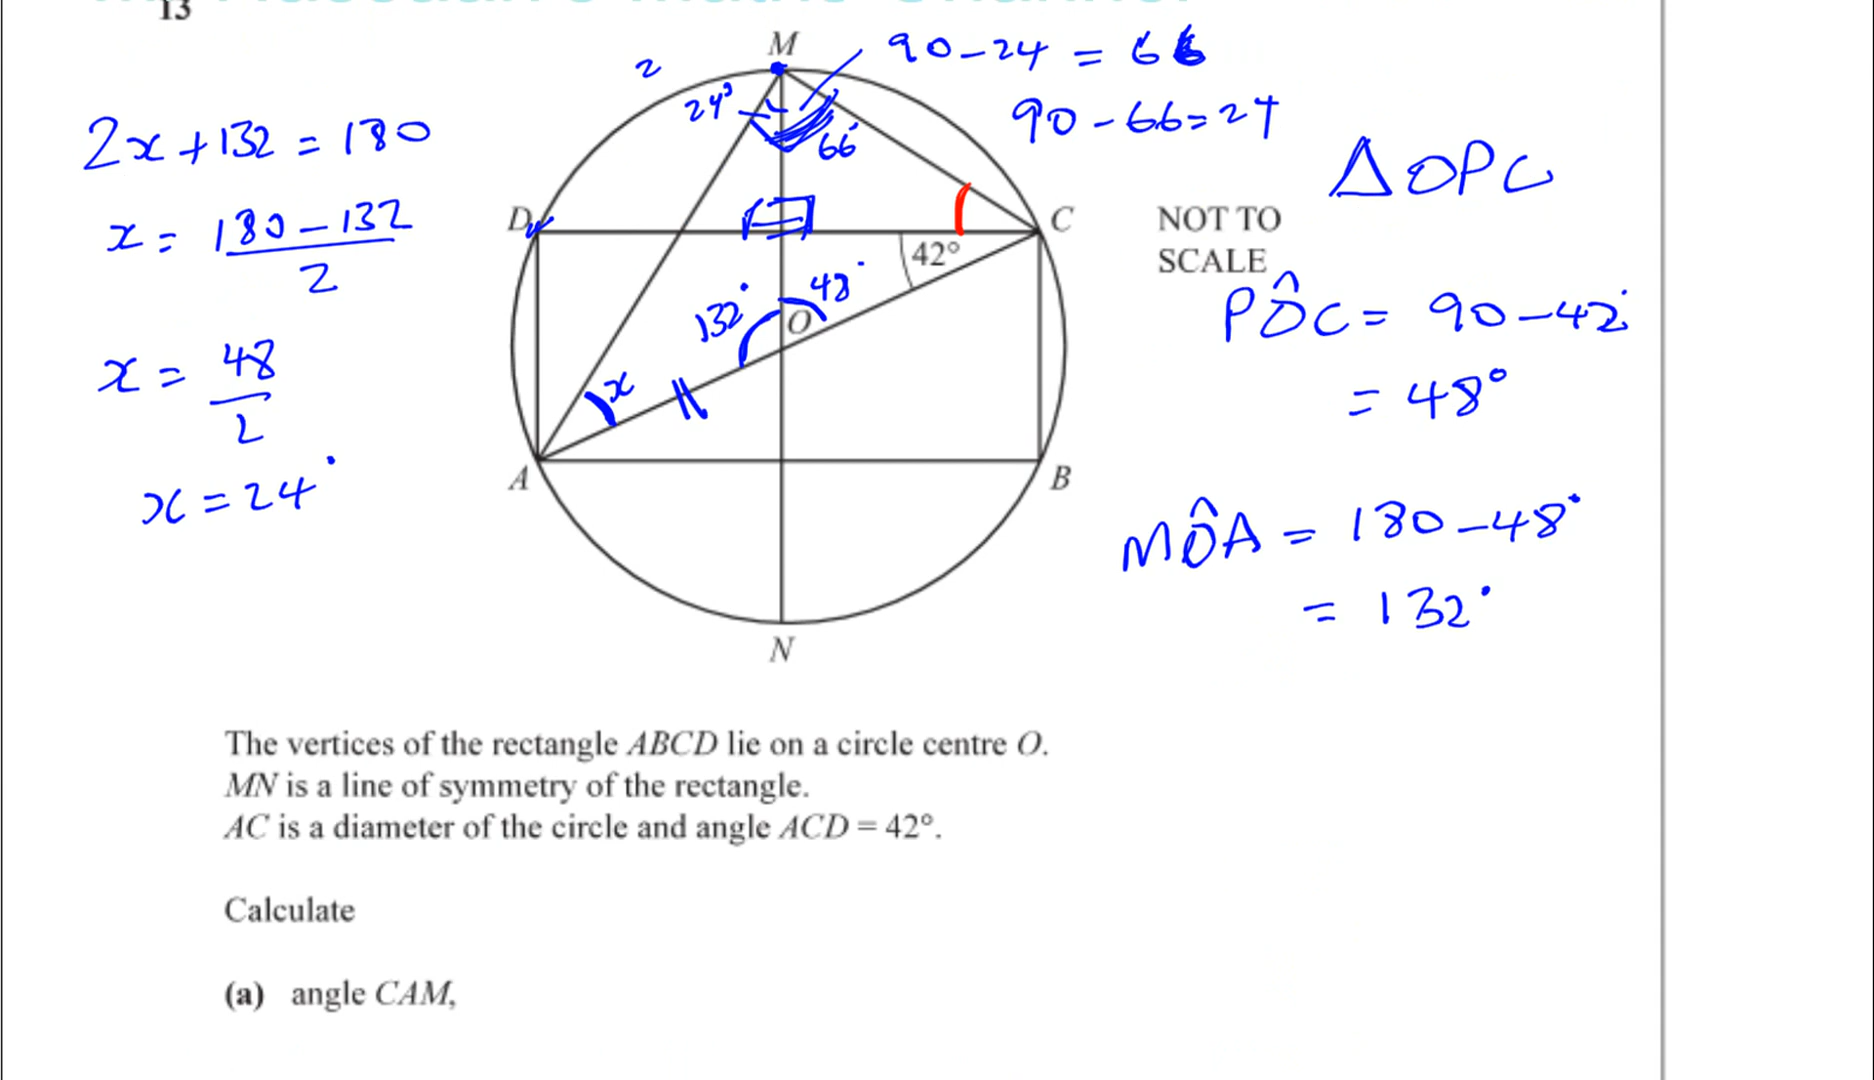 13
M
2
90-24 = 66
24°
90-66=24
66°
2x+132=180
ΔOPC
D
C
NOT TO
SCALE
x = 180-132
2
42°
48°
132°
O
PÔC = 90-42°
= 48°
x = 48
2
x
x = 24°
A
B
MÔA = 180-48°
= 132°
N
The vertices of the rectangle ABCD lie on a circle centre O.
MN is a line of symmetry of the rectangle.
AC is a diameter of the circle and angle ACD = 42°.
Calculate
(a) angle CAM,